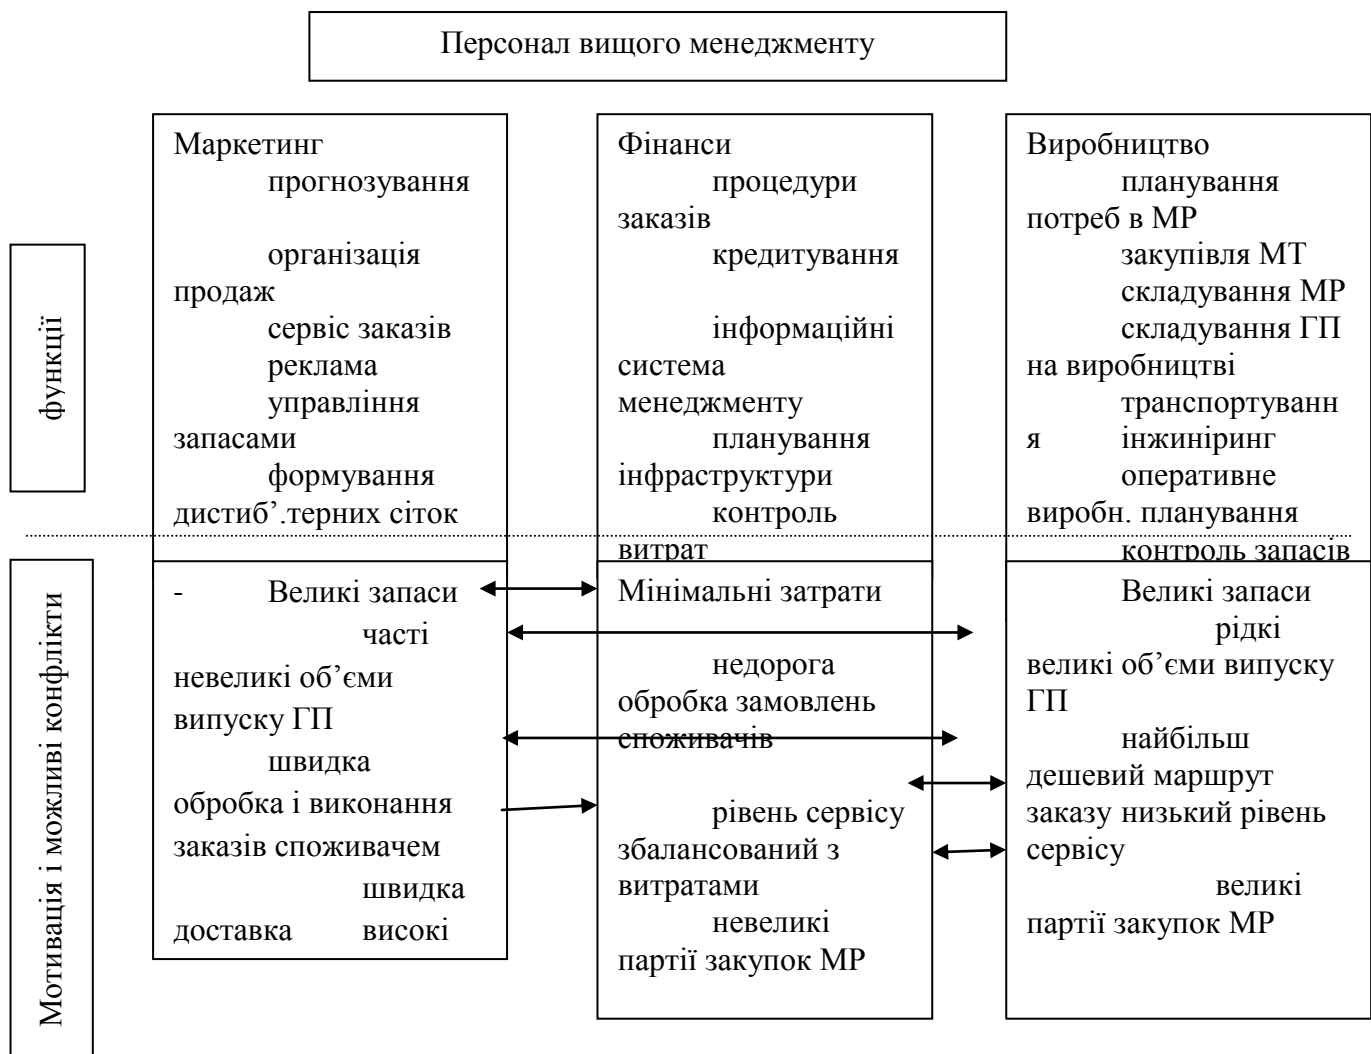 Персонал вищого менеджменту
функції
Маркетинг
прогнозування
організація
продаж
сервіс заказів
реклама
управління
запасами
формування
дистиб’.терних сіток
Фінанси
процедури
заказів
кредитування
інформаційні
система
менеджменту
планування
інфраструктури
контроль
витрат
Виробництво
планування
потреб в МР
закупівля МТ
складування МР
складування ГП
на виробництві
транспортуванн
я інжиніринг
оперативне
виробн. планування
контроль запасів
Мотивація і можливі конфлікти
- Великі запаси
часті
невеликі об’єми
випуску ГП
швидка
обробка і виконання
заказів споживачем
швидка
доставка високі
Мінімальні затрати
недорога
обробка замовлень
споживачів
рівень сервісу
збалансований з
витратами
невеликі
партії закупок МР
Великі запаси
рідкі
великі об’єми випуску
ГП
найбільш
дешевий маршрут
заказу низький рівень
сервісу
великі
партії закупок МР